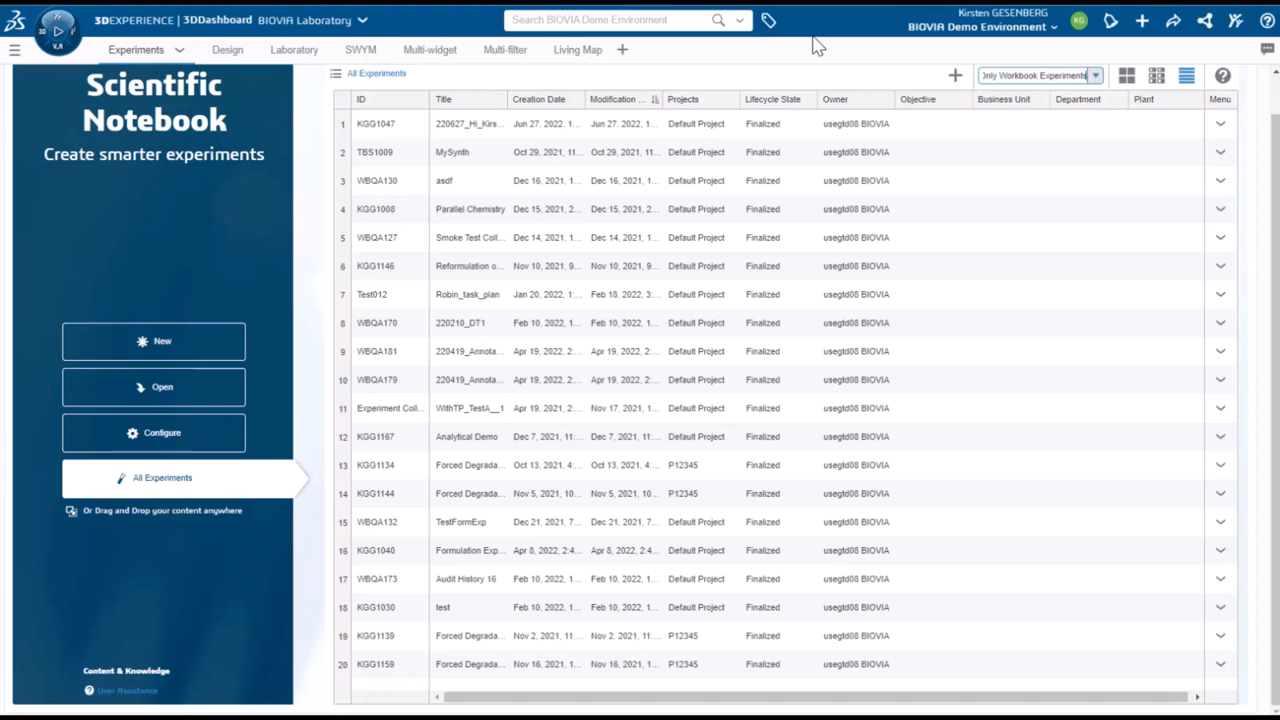 3DEXPERIENCE | 3DDashboard BIOVIA Laboratory
Search BIOVIA Demo Environment
Kirsten GESENBERG
BIOVIA Demo Environment
KG
3D
V.R
Experiments Design Laboratory SWYM Multi-widget Multi-filter Living Map
Scientific
Notebook
Create smarter experiments
New
Open
Configure
All Experiments
Or Drag and Drop your content anywhere
Content & Knowledge
User Assistance
All Experiments
Only Workbook Experiments
ID Title Creation Date Modification ... Projects Lifecycle State Owner Objective Business Unit Department Plant Menu
1 KGG1047 220627_Hi_Kirs... Jun 27, 2022, 1... Jun 27, 2022, 1... Default Project Finalized usegtd08 BIOVIA
2 TBS1009 MySynth Oct 29, 2021, 11... Oct 29, 2021, 11... Default Project Finalized usegtd08 BIOVIA
3 WBQA130 asdf Dec 16, 2021, 1... Dec 16, 2021, 1... Default Project Finalized usegtd08 BIOVIA
4 KGG1008 Parallel Chemistry Dec 15, 2021, 2... Dec 15, 2021, 2... Default Project Finalized usegtd08 BIOVIA
5 WBQA127 Smoke Test Coll... Dec 14, 2021, 1... Dec 14, 2021, 1... Default Project Finalized usegtd08 BIOVIA
6 KGG1146 Reformulation o... Nov 10, 2021, 9... Nov 10, 2021, 9... Default Project Finalized usegtd08 BIOVIA
7 Test012 Robin_task_plan Jan 20, 2022, 1:... Feb 18, 2022, 3:... Default Project Finalized usegtd08 BIOVIA
8 WBQA170 220210_DT1 Feb 10, 2022, 1... Feb 10, 2022, 1... Default Project Finalized usegtd08 BIOVIA
9 WBQA181 220419_Annota... Apr 19, 2022, 2:... Apr 19, 2022, 2:... Default Project Finalized usegtd08 BIOVIA
10 WBQA179 220419_Annota... Apr 19, 2022, 2:... Apr 19, 2022, 2:... Default Project Finalized usegtd08 BIOVIA
11 Experiment Coll... WithTP_TestA__1 Apr 19, 2021, 2... Nov 17, 2021, 1... Default Project Finalized usegtd08 BIOVIA
12 KGG1167 Analytical Demo Dec 7, 2021, 11:... Dec 7, 2021, 11:... Default Project Finalized usegtd08 BIOVIA
13 KGG1134 Forced Degrada... Oct 13, 2021, 4... Oct 13, 2021, 4... P12345 Finalized usegtd08 BIOVIA
14 KGG1144 Forced Degrada... Nov 5, 2021, 10... Nov 5, 2021, 10... P12345 Finalized usegtd08 BIOVIA
15 WBQA132 TestFormExp Dec 21, 2021, 7... Dec 21, 2021, 7... Default Project Finalized usegtd08 BIOVIA
16 KGG1040 Formulation Exp... Apr 8, 2022, 2:4... Apr 8, 2022, 2:4... Default Project Finalized usegtd08 BIOVIA
17 WBQA173 Audit History 16 Feb 10, 2022, 1... Feb 10, 2022, 1... Default Project Finalized usegtd08 BIOVIA
18 KGG1030 test Feb 10, 2022, 1... Feb 10, 2022, 1... Default Project Finalized usegtd08 BIOVIA
19 KGG1139 Forced Degrada... Nov 2, 2021, 11:... Nov 2, 2021, 11:... P12345 Finalized usegtd08 BIOVIA
20 KGG1159 Forced Degrada... Nov 16, 2021, 1... Nov 16, 2021, 1... P12345 Finalized usegtd08 BIOVIA